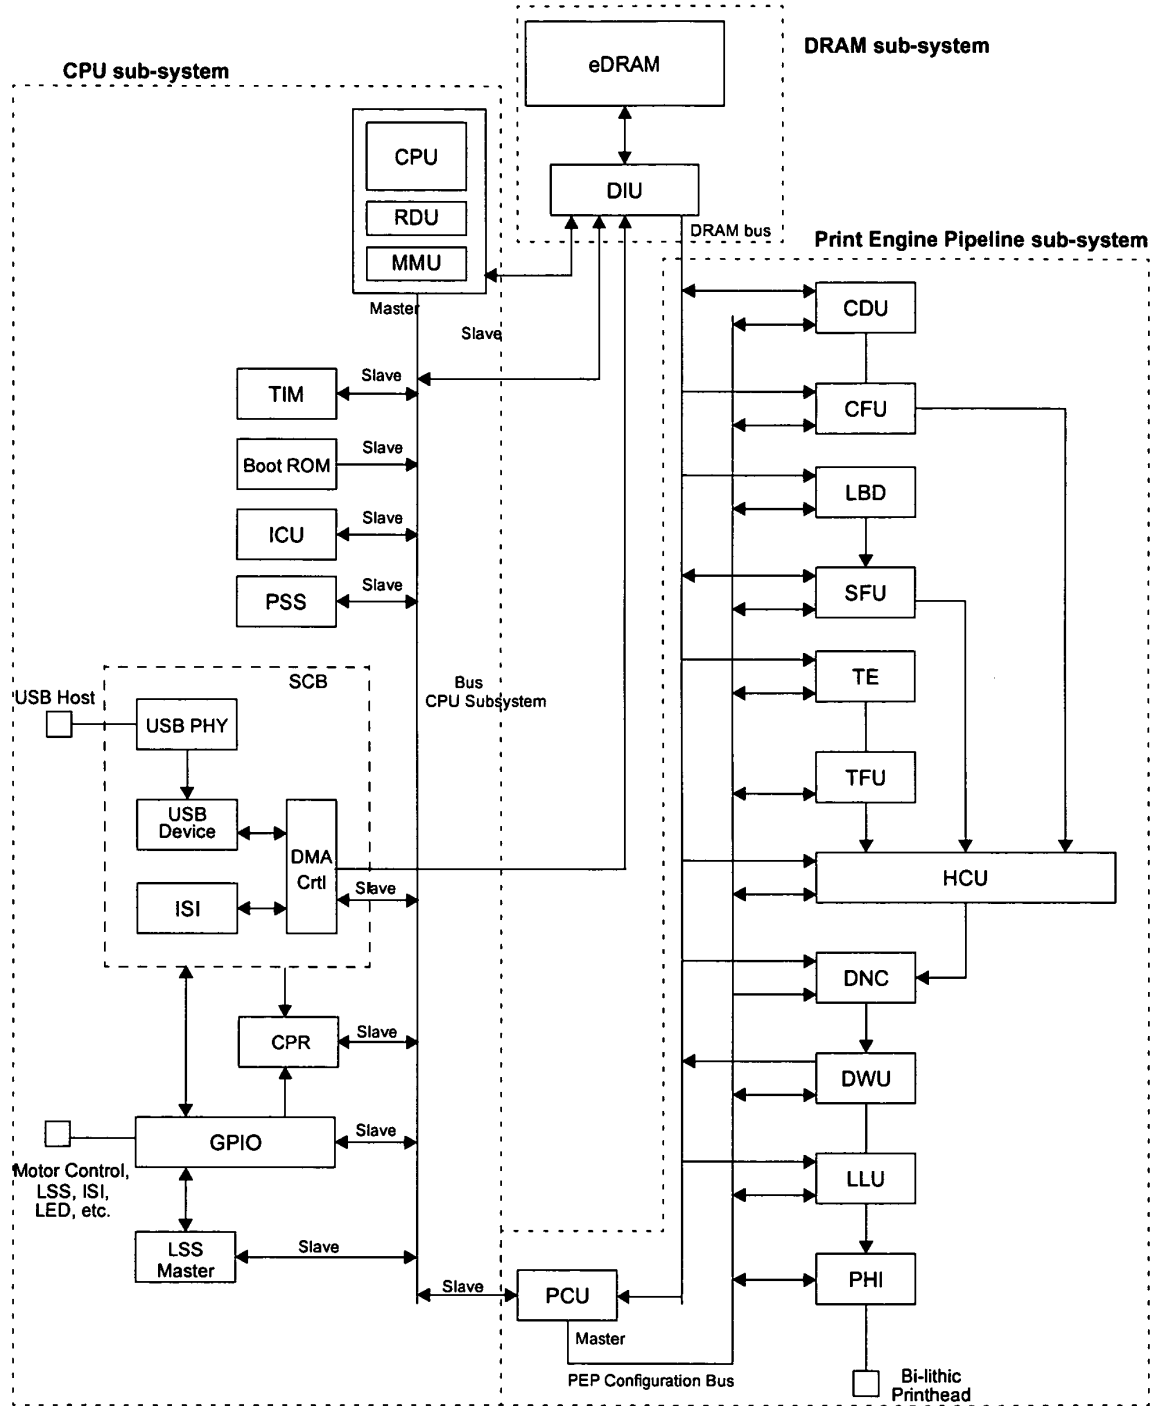 DRAM sub-system
CPU sub-system
eDRAM
CPU
RDU
MMU
DIU
DRAM bus
Print Engine Pipeline sub-system
Master
Slave
CDU
TIM
Slave
CFU
Boot ROM
Slave
LBD
ICU
Slave
PSS
Slave
SFU
SCB
Bus
CPU Subsystem
TE
USB Host
USB PHY
TFU
USB
Device
DMA
Crtl
Slave
HCU
ISI
DNC
CPR
Slave
DWU
GPIO
Slave
Motor Control,
LSS, ISI,
LED, etc.
LLU
LSS
Master
Slave
PHI
Slave
PCU
Master
PEP Configuration Bus
Bi-lithic
Printhead